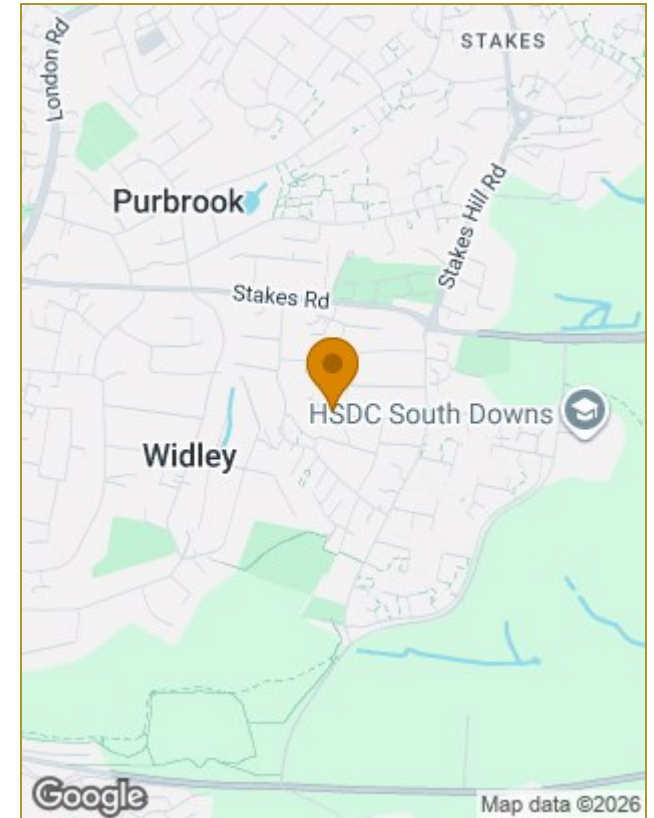 London Rd
STAKES
Purbrook
Stakes Hill Rd
Stakes Rd
HSDC South Downs
Widley
Google
Map data ©2026